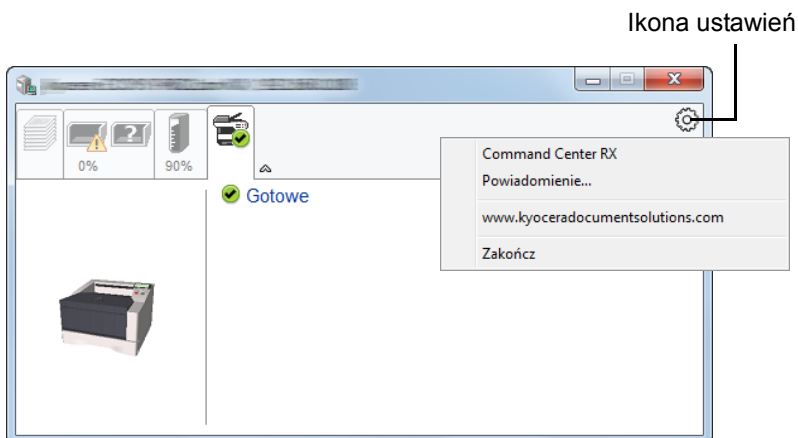 Ikona ustawień
0%
90%
Gotowe
Command Center RX
Powiadomienie...
www.kyoceradocumentsolutions.com
Zakończ